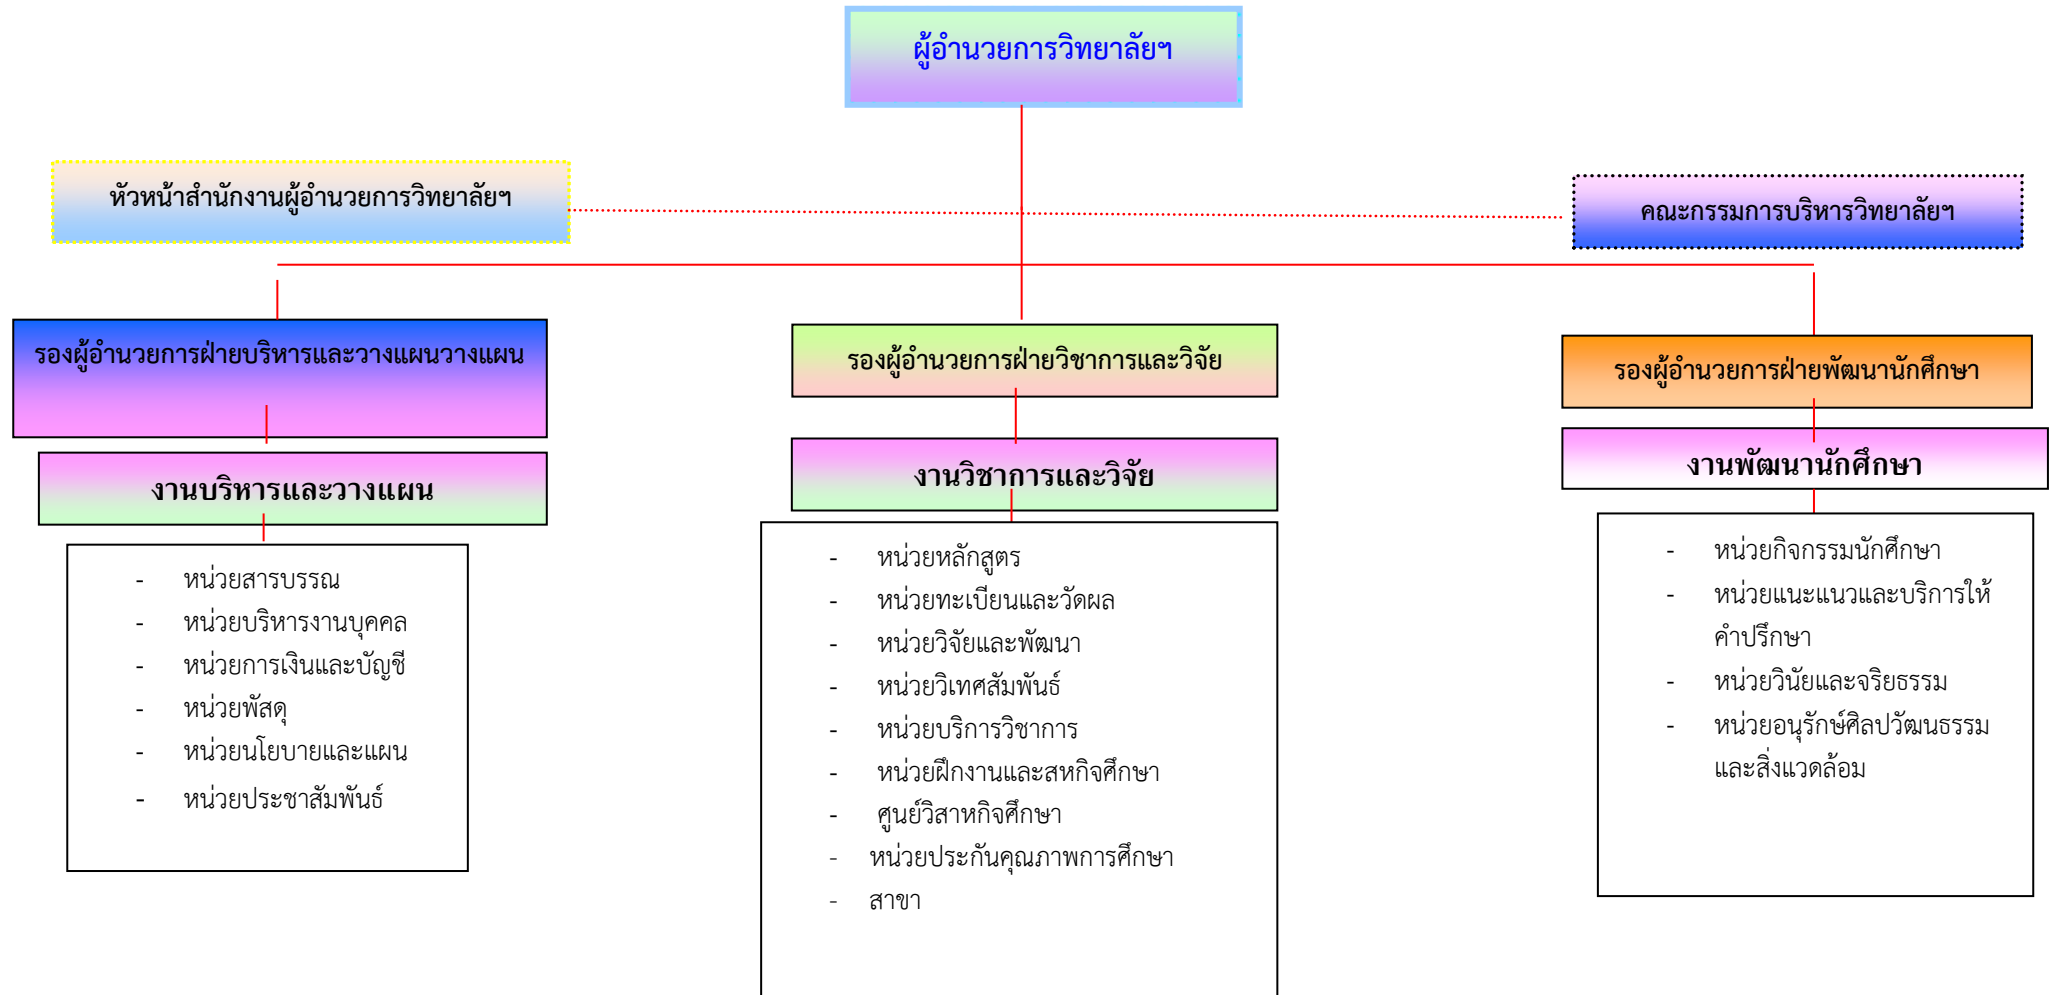 ผู้อำนวยการวิทยาลัยฯ
หัวหน้าสำนักงานผู้อำนวยการวิทยาลัยฯ
คณะกรรมการบริหารวิทยาลัยฯ
รองผู้อำนวยการฝ่ายบริหารและวางแผนวางแผน
งานบริหารและวางแผน
- หน่วยสารบรรณ
- หน่วยบริหารงานบุคคล
- หน่วยการเงินและบัญชี
- หน่วยพัสดุ
- หน่วยนโยบายและแผน
- หน่วยประชาสัมพันธ์
รองผู้อำนวยการฝ่ายวิชาการและวิจัย
งานวิชาการและวิจัย
- หน่วยหลักสูตร
- หน่วยทะเบียนและวัดผล
- หน่วยวิจัยและพัฒนา
- หน่วยวิเทศสัมพันธ์
- หน่วยบริการวิชาการ
- หน่วยฝึกงานและสหกิจศึกษา
- ศูนย์วิสาหกิจศึกษา
- หน่วยประกันคุณภาพการศึกษา
- สาขา
รองผู้อำนวยการฝ่ายพัฒนานักศึกษา
งานพัฒนานักศึกษา
- หน่วยกิจกรรมนักศึกษา
- หน่วยแนะแนวและบริการให้
คำปรึกษา
- หน่วยวินัยและจริยธรรม
- หน่วยอนุรักษ์ศิลปวัฒนธรรม
และสิ่งแวดล้อม